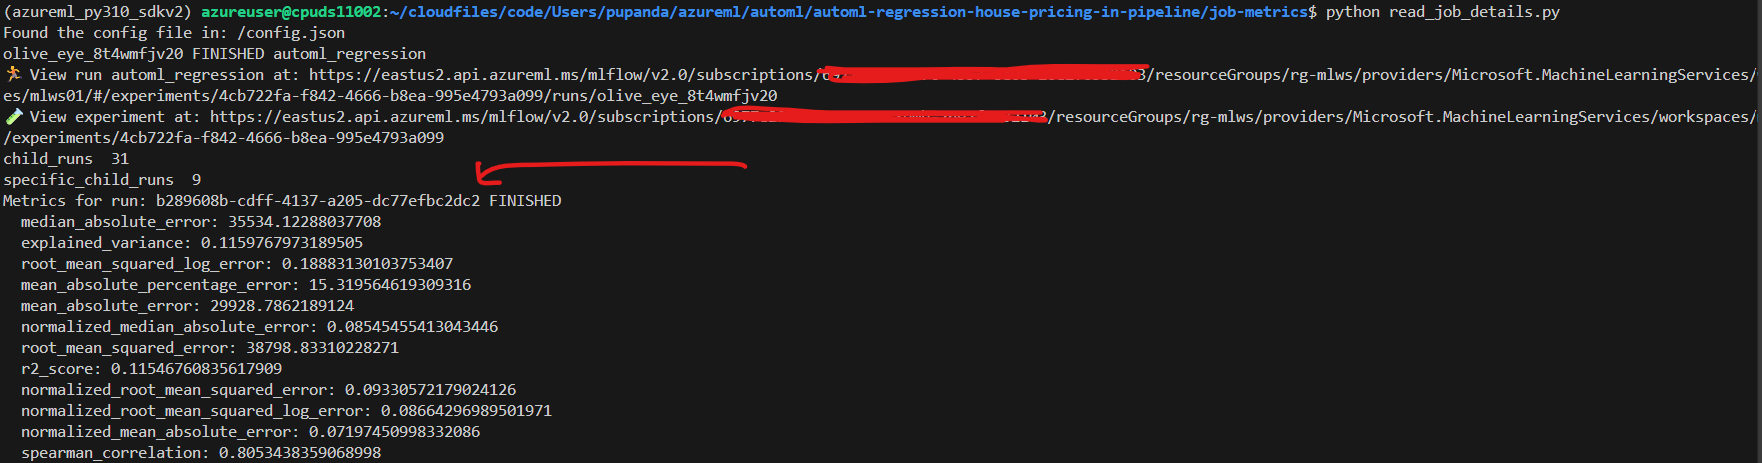 (azureml_py310_sdkv2) azureuser@cpuds11002:~/cloudfiles/code/Users/pupanda/azureml/automl/automl-regression-house-pricing-in-pipeline/job-metrics$ python read_job_details.py
Found the config file in: /config.json
olive_eye_8t4wmfjv20 FINISHED automl_regression
🏃 View run automl_regression at: https://eastus2.api.azureml.ms/mlflow/v2.0/subscriptions/ /resourceGroups/rg-mlws/providers/Microsoft.MachineLearningServices/
es/mlws01/#/experiments/4cb722fa-f842-4666-b8ea-995e4793a099/runs/olive_eye_8t4wmfjv20
🧪 View experiment at: https://eastus2.api.azureml.ms/mlflow/v2.0/subscriptions/ /resourceGroups/rg-mlws/providers/Microsoft.MachineLearningServices/workspaces/
/experiments/4cb722fa-f842-4666-b8ea-995e4793a099
child_runs  31
specific_child_runs  9
Metrics for run: b289608b-cdff-4137-a205-dc77efbc2dc2 FINISHED
  median_absolute_error: 35534.12288037708
  explained_variance: 0.1159767973189505
  root_mean_squared_log_error: 0.18883130103753407
  mean_absolute_percentage_error: 15.319564619309316
  mean_absolute_error: 29928.7862189124
  normalized_median_absolute_error: 0.08545455413043446
  root_mean_squared_error: 38798.83310228271
  r2_score: 0.11546760835617909
  normalized_root_mean_squared_error: 0.09330572179024126
  normalized_root_mean_squared_log_error: 0.08664296989501971
  normalized_mean_absolute_error: 0.07197450998332086
  spearman_correlation: 0.8053438359068998